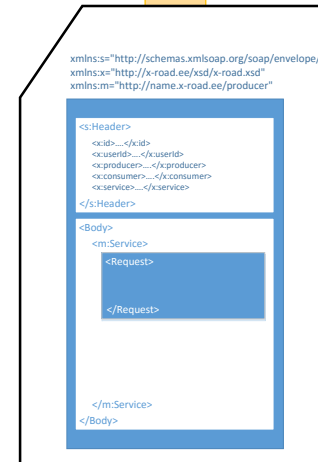 xmlns:s="http://schemas.xmlsoap.org/soap/envelope/
xmlns:x="http://x-road.ee/xsd/x-road.xsd"
xmlns:m="http://name.x-road.ee/producer"
<s:Header>
<x:id>....</x:id>
<x:userId>....</x:userId>
<x:producer>....</x:producer>
<x:consumer>....</x:consumer>
<x:service>....</x:service>
</s:Header>
<Body>
<m:Service>
<Request>
</Request>
</m:Service>
</Body>